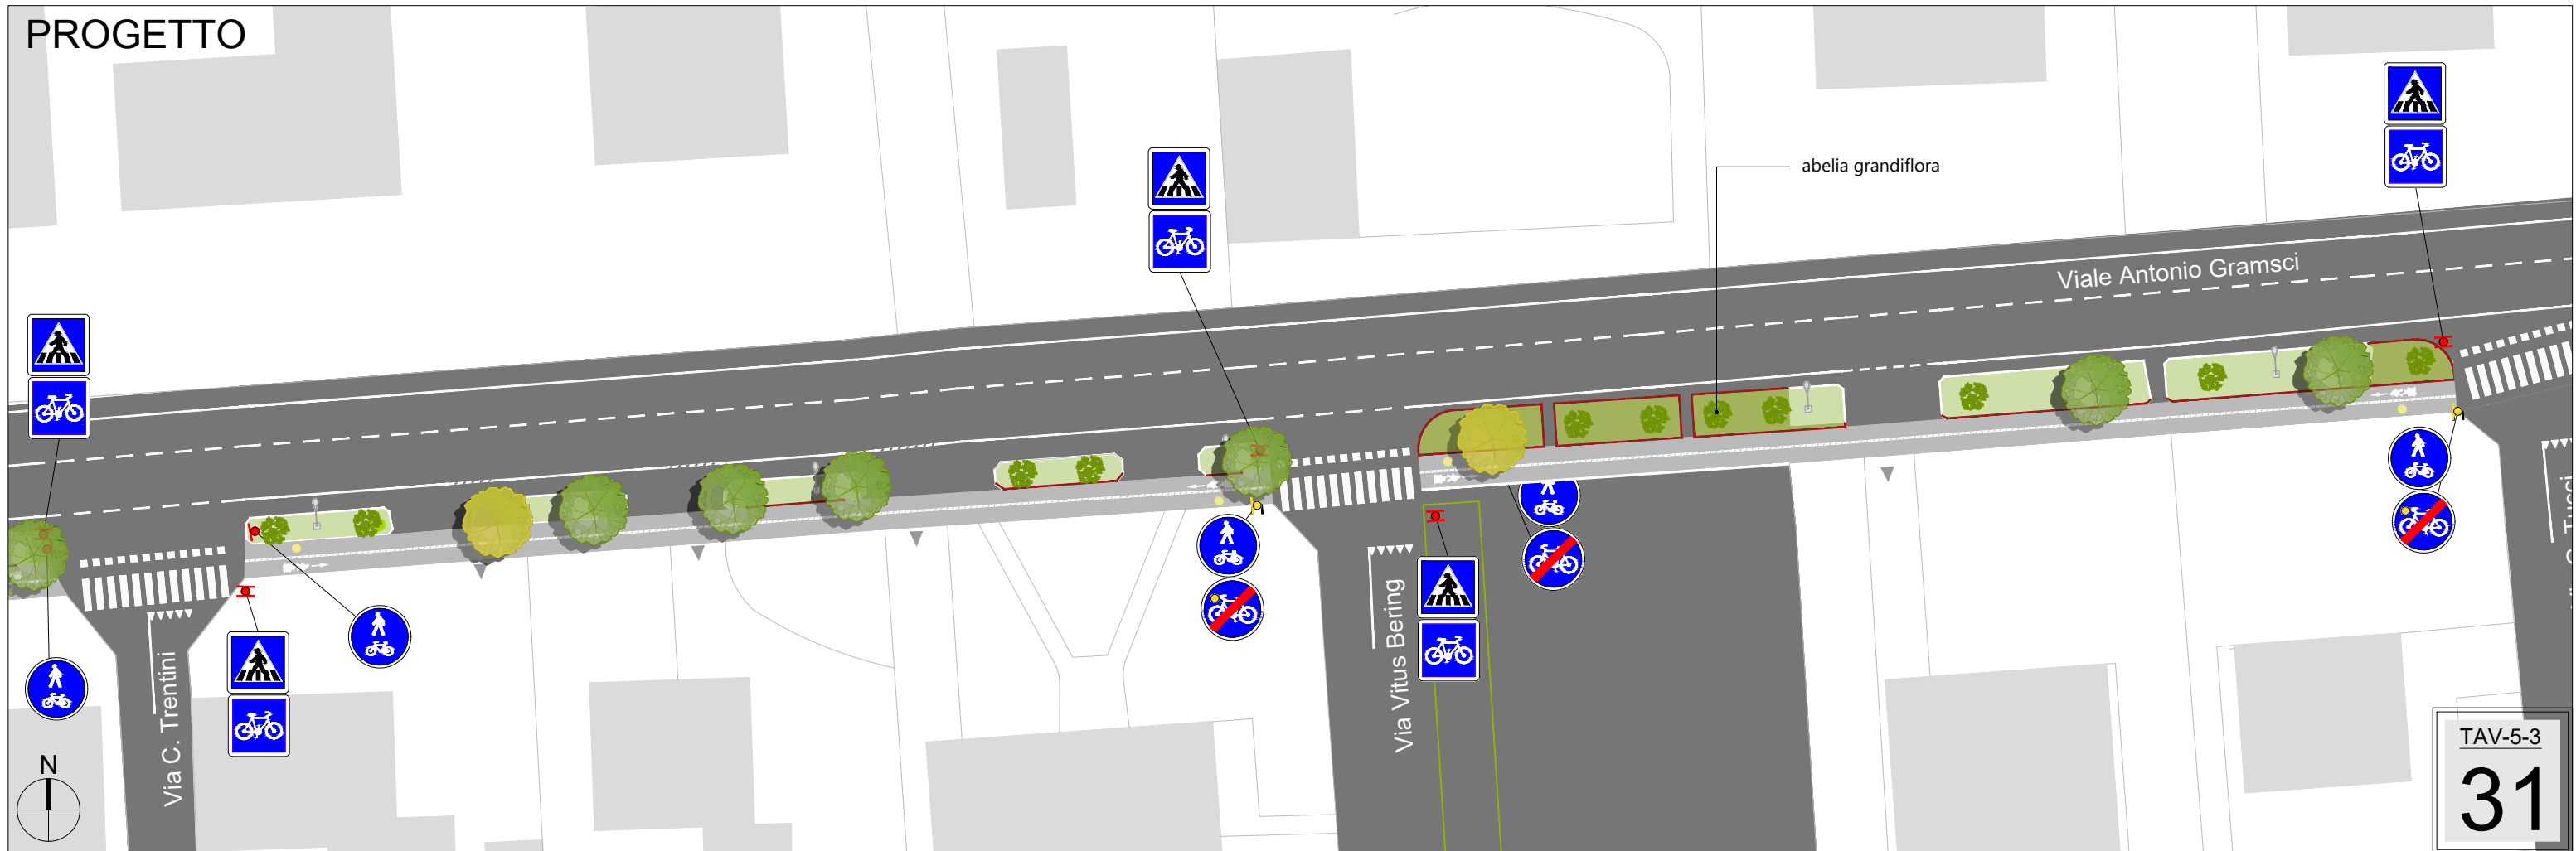 PROGETTO
abelia grandiflora
Viale Antonio Gramsci
Via C. Trentini
Via Vitus Bering
N
TAV-5-3
31